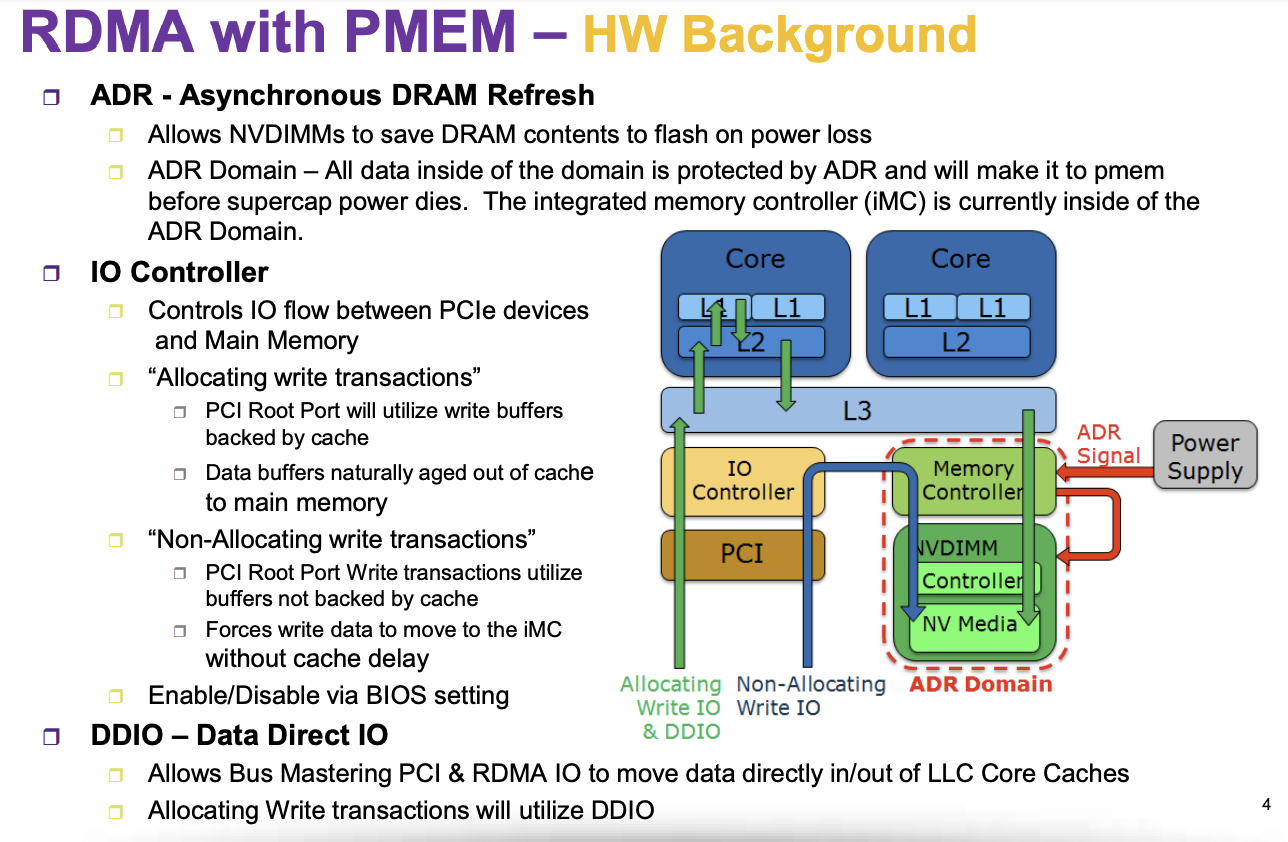 RDMA with PMEM – HW Background
ADR - Asynchronous DRAM Refresh
Allows NVDIMMs to save DRAM contents to flash on power loss
ADR Domain – All data inside of the domain is protected by ADR and will make it to pmem
before supercap power dies. The integrated memory controller (iMC) is currently inside of the
ADR Domain.
IO Controller
Controls IO flow between PCIe devices
and Main Memory
“Allocating write transactions”
PCI Root Port will utilize write buffers
backed by cache
Data buffers naturally aged out of cache
to main memory
“Non-Allocating write transactions”
PCI Root Port Write transactions utilize
buffers not backed by cache
Forces write data to move to the iMC
without cache delay
Enable/Disable via BIOS setting
DDIO – Data Direct IO
Allows Bus Mastering PCI & RDMA IO to move data directly in/out of LLC Core Caches
Allocating Write transactions will utilize DDIO
Core
L1 L1
L2
Core
L1 L1
L2
L3
IO
Controller
PCI
Memory
Controller
NVDIMM
Controller
NV Media
ADR
Signal
Power
Supply
Allocating
Write IO
& DDIO
Non-Allocating
Write IO
ADR Domain
4